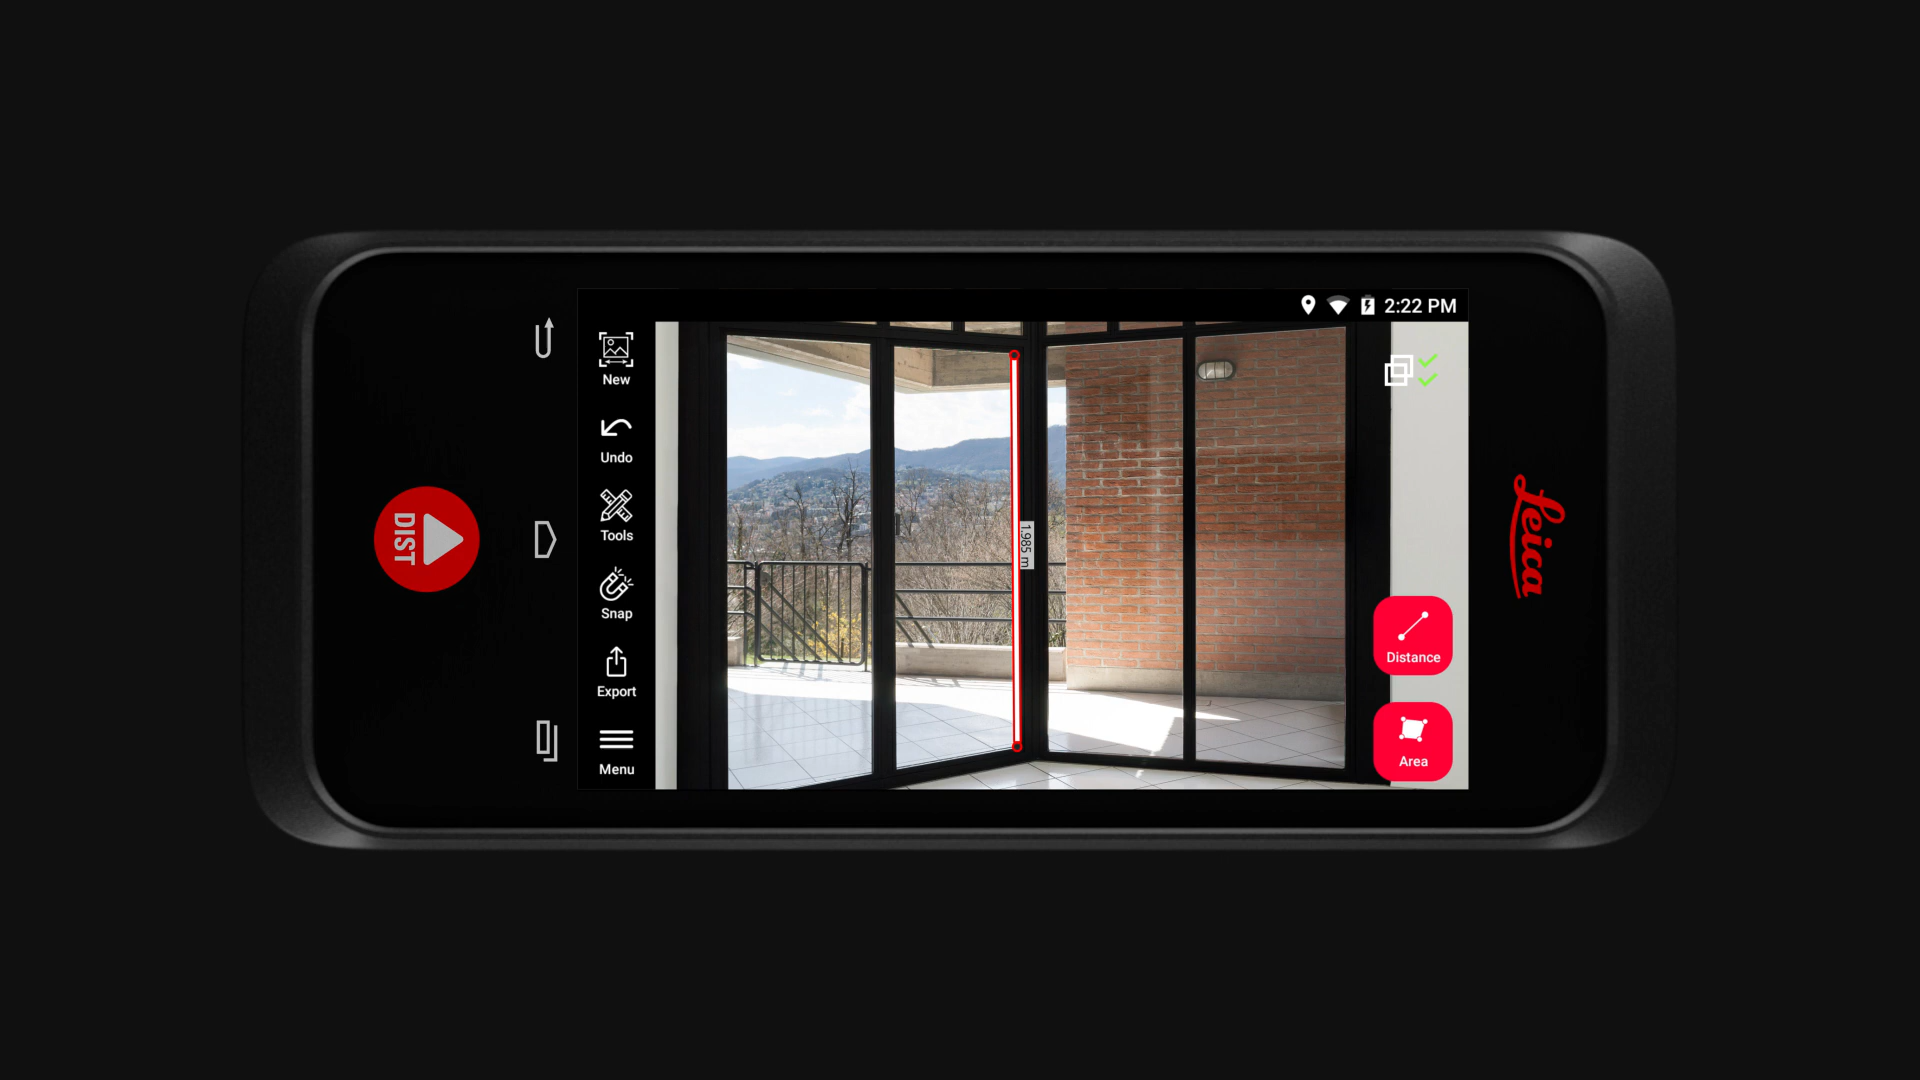 2:22 PM
New
Undo
Tools
Snap
Export
Menu
DIST
1.985 m
Distance
Area
Leica